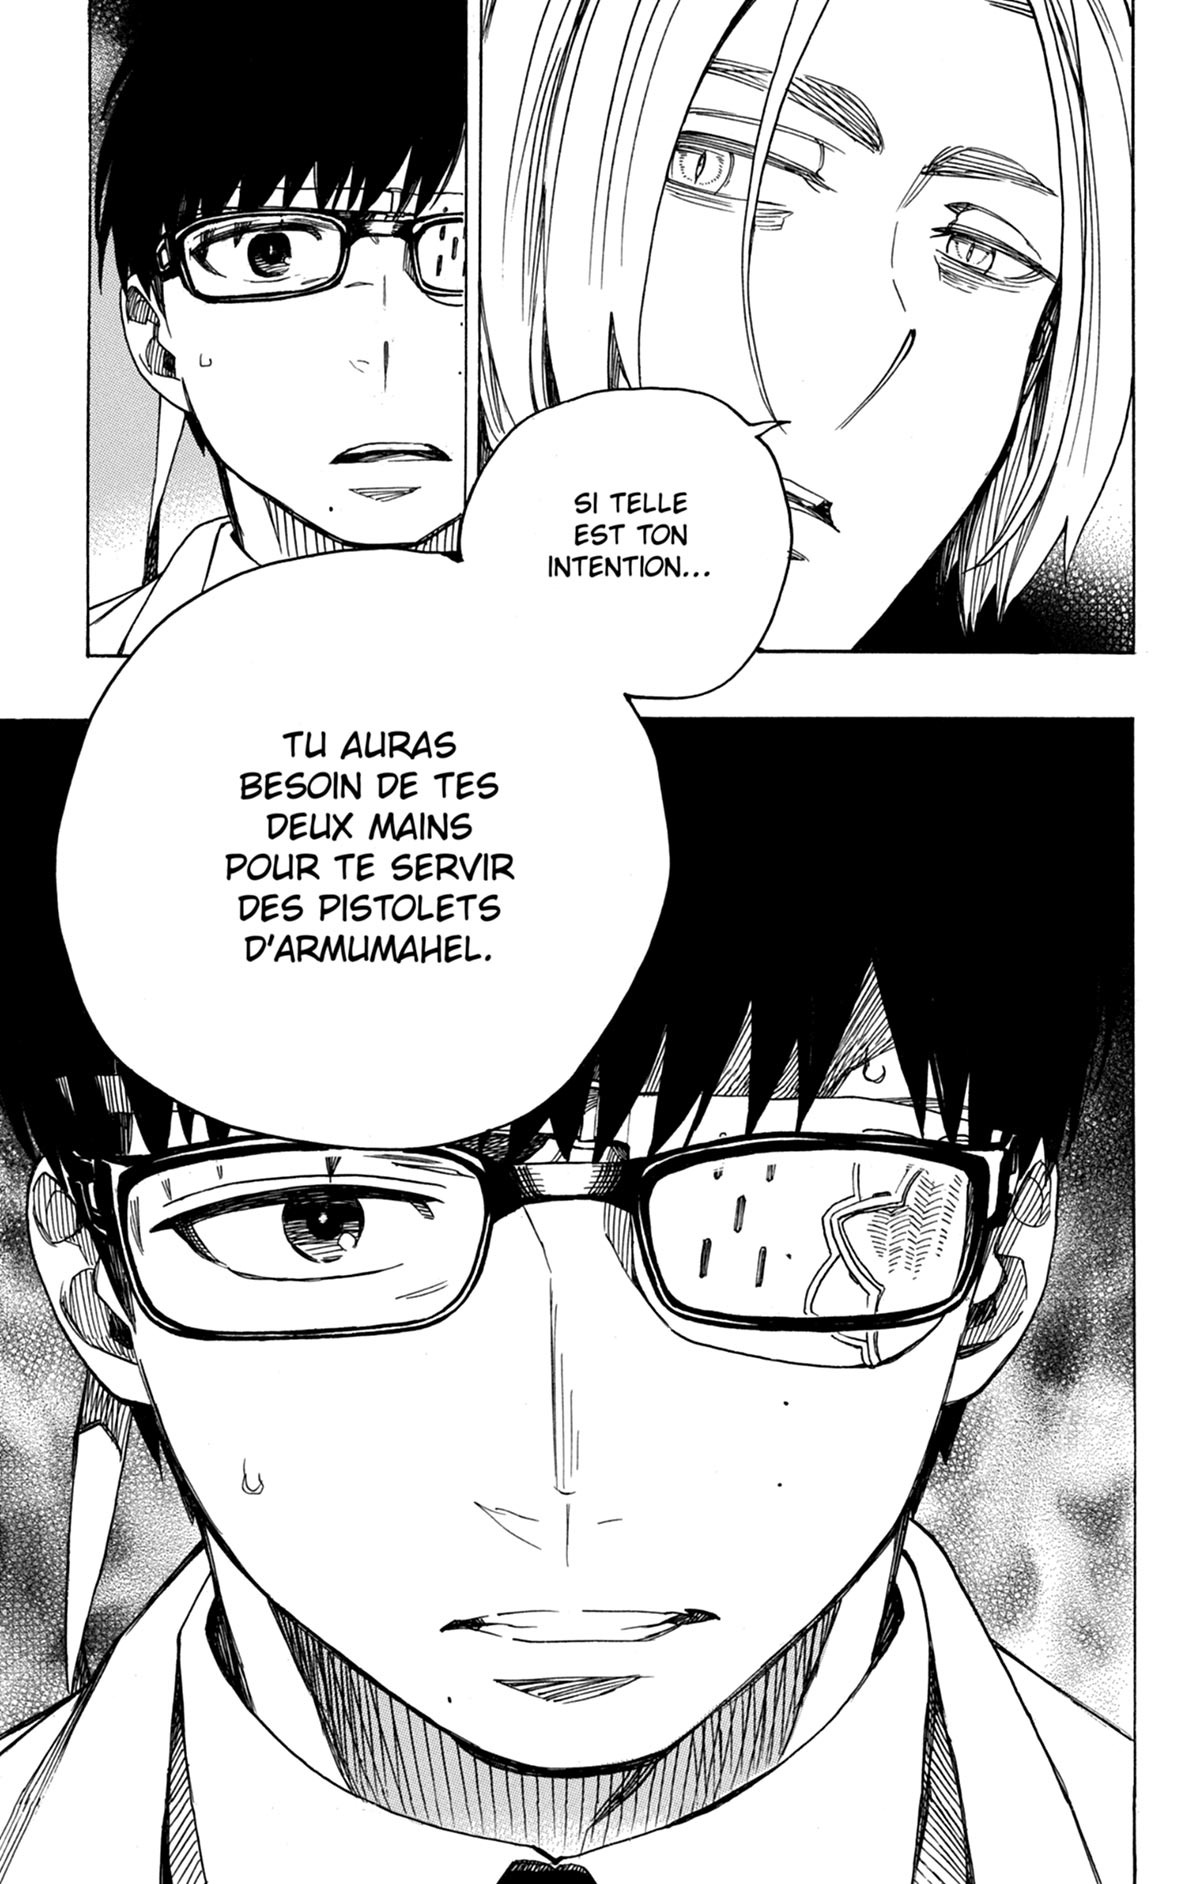 SI TELLE
EST TON
INTENTION...
TU AURAS
BESOIN DE TES
DEUX MAINS
POUR TE SERVIR
DES PISTOLETS
D'ARMUMAHEL.